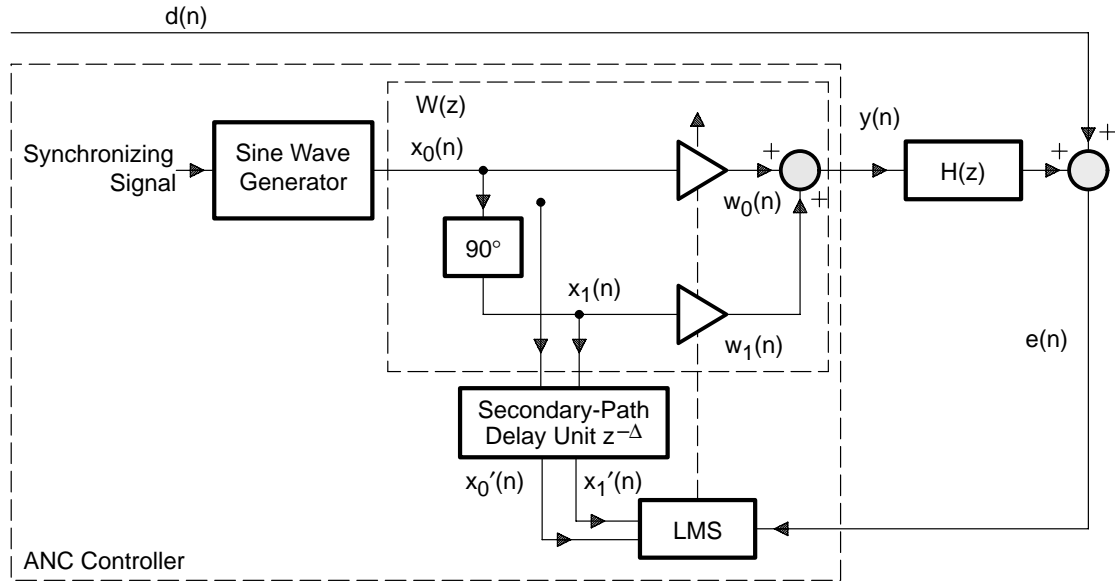 d(n)
W(z)
Synchronizing
Signal
Sine Wave
Generator
x0(n)
90°
x1(n)
+
w0(n)
+
w1(n)
y(n)
H(z)
+
+
e(n)
Secondary-Path
Delay Unit z−Δ
x0′(n)
x1′(n)
LMS
ANC Controller